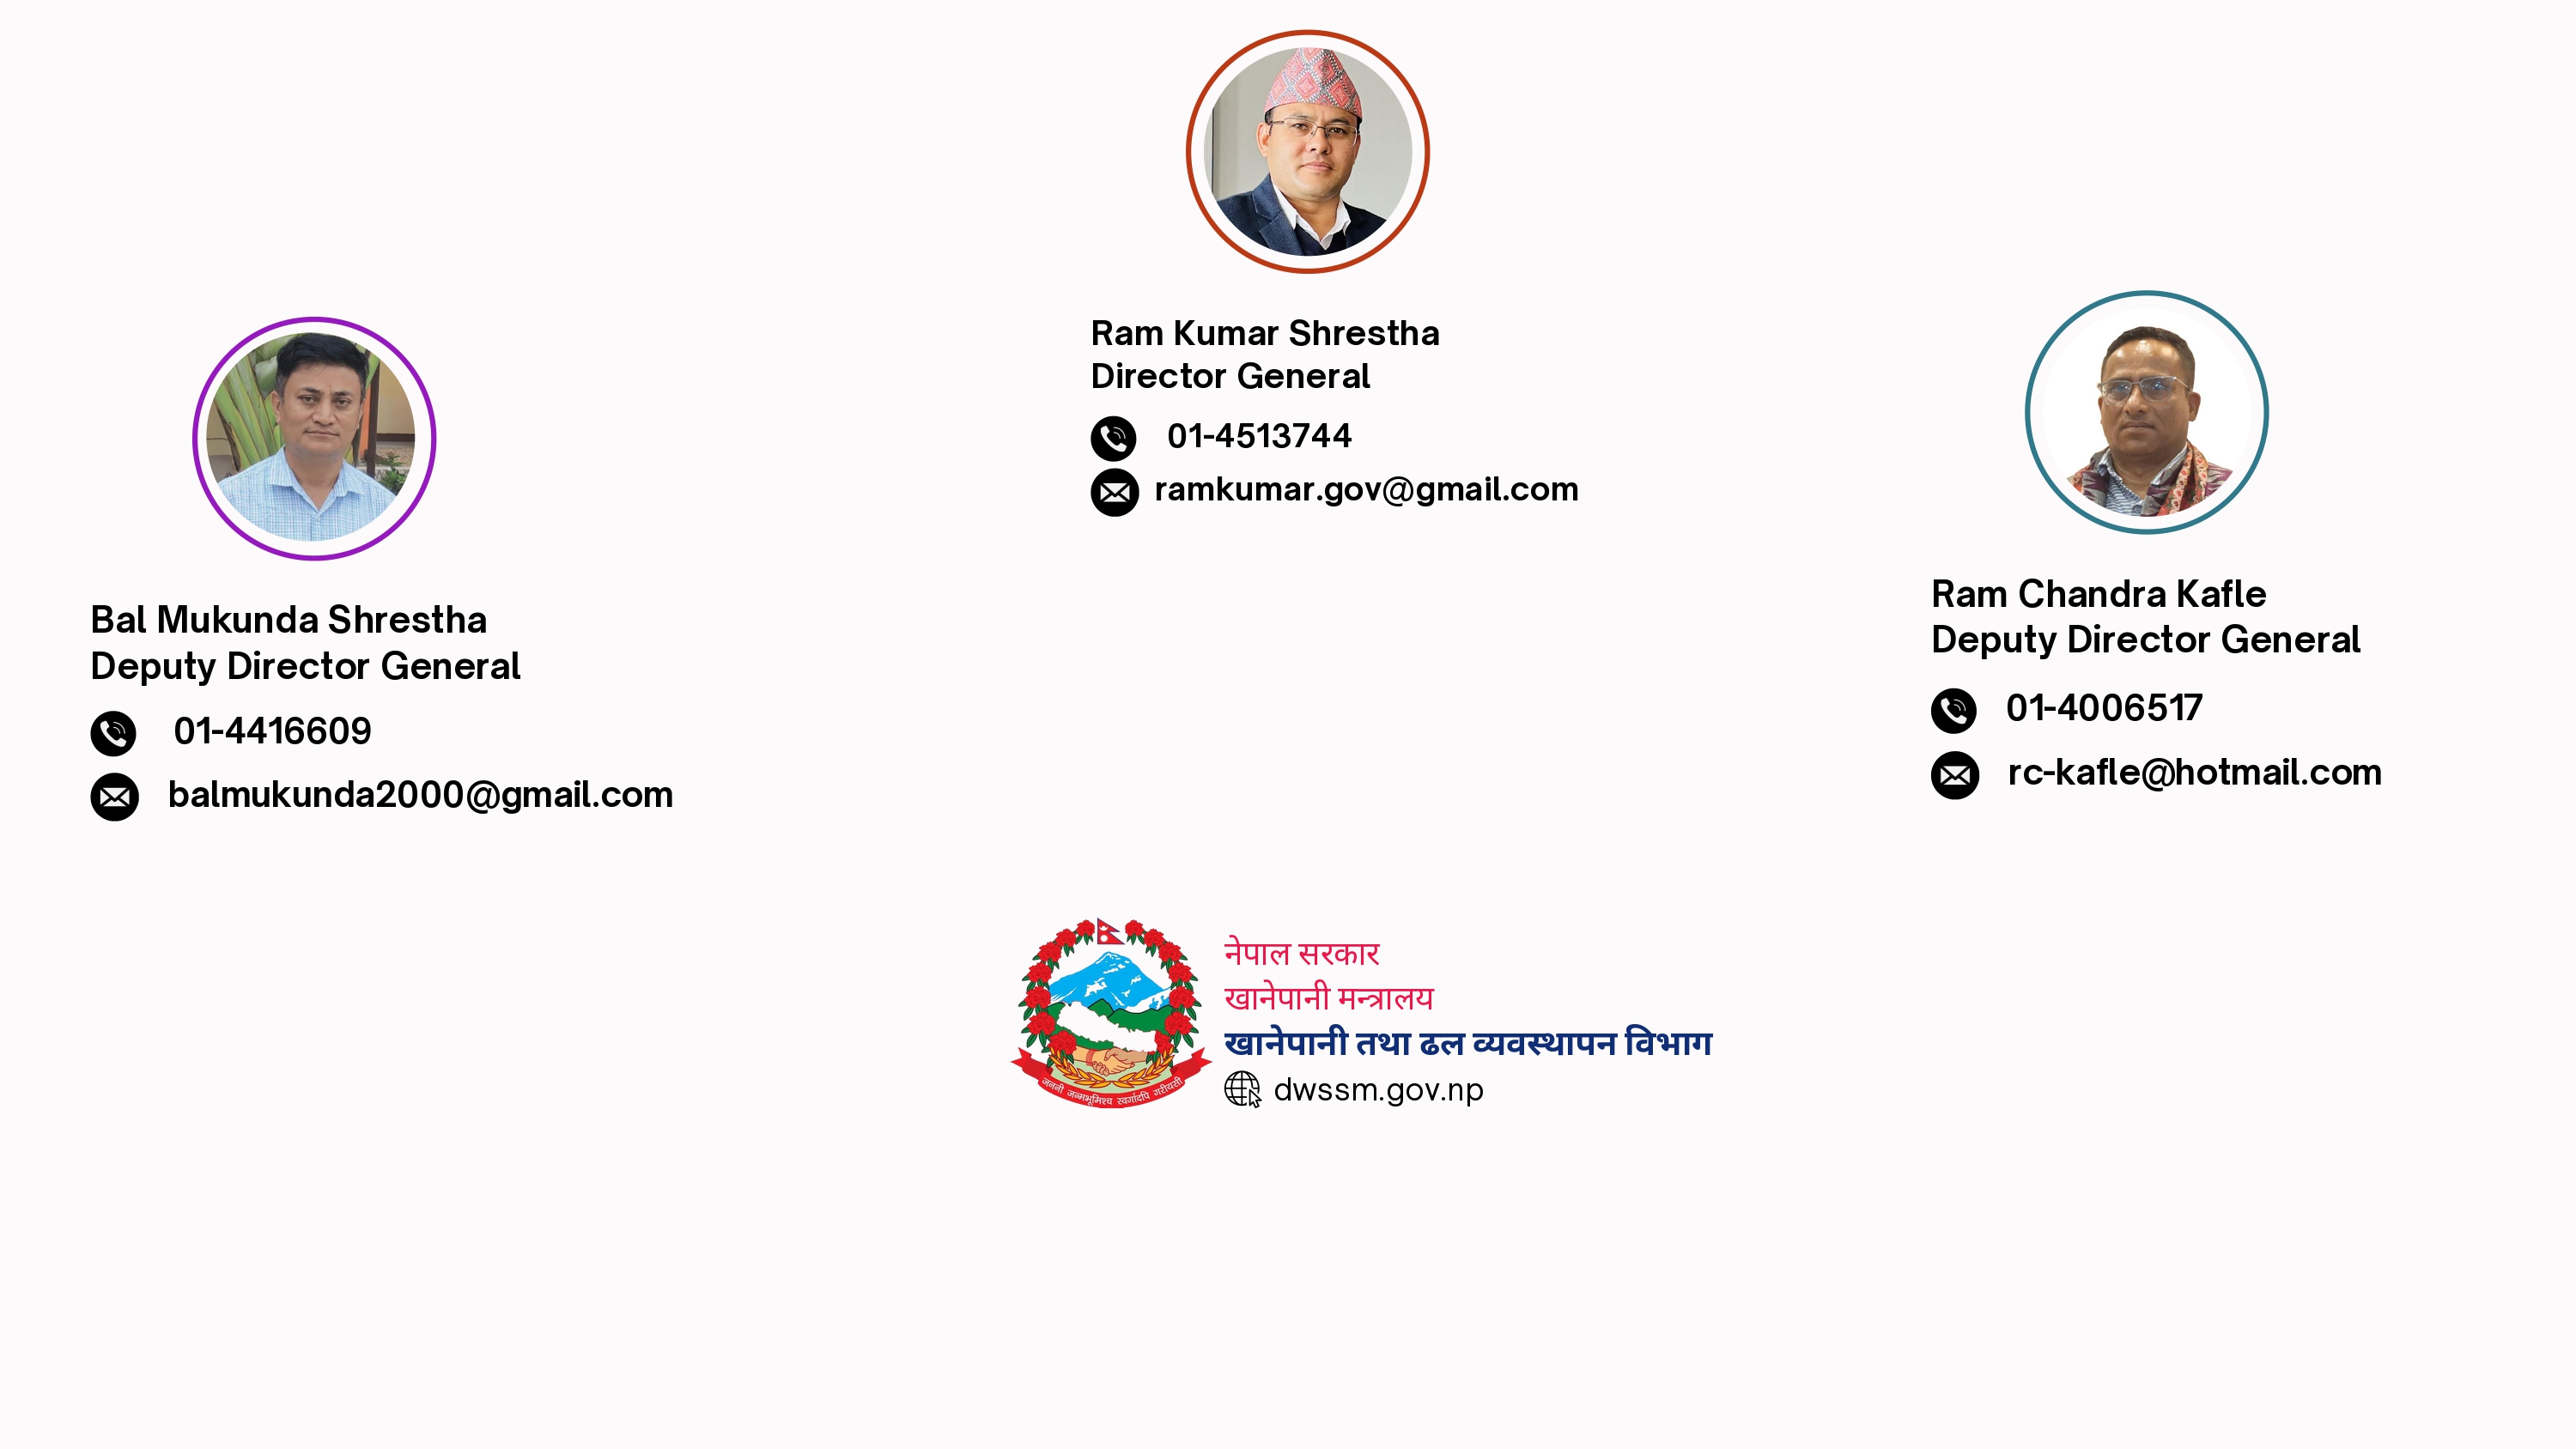 Ram Kumar Shrestha
Director General
01-4513744
ramkumar.gov@gmail.com
Bal Mukunda Shrestha
Deputy Director General
01-4416609
balmukunda2000@gmail.com
Ram Chandra Kafle
Deputy Director General
01-4006517
rc-kafle@hotmail.com
नेपाल सरकार
खानेपानी मन्त्रालय
खानेपानी तथा ढल व्यवस्थापन विभाग
dwssm.gov.np
जननी जन्मभूमिश्च स्वर्गादपि गरीयसी